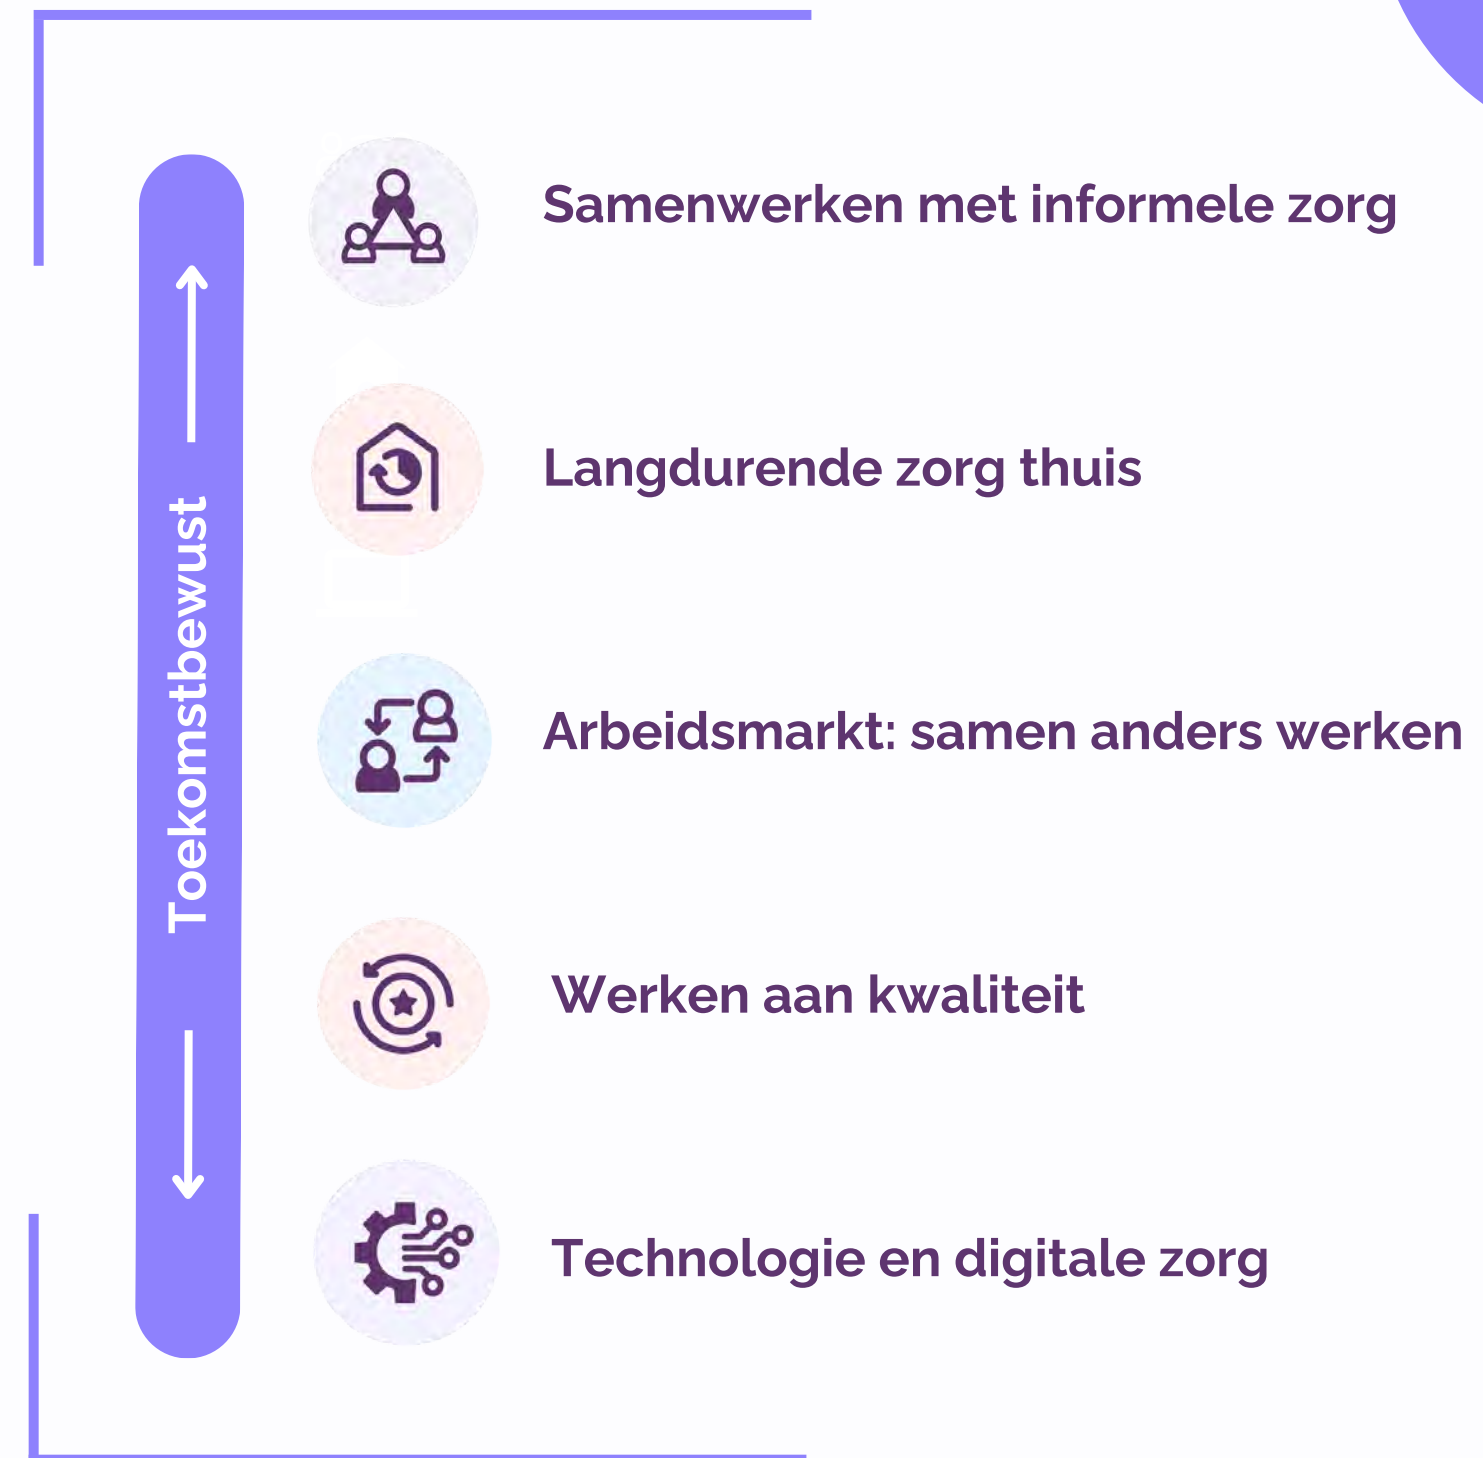 Samenwerken met informele zorg
Langdurende zorg thuis
Toekomstbewust
Arbeidsmarkt: samen anders werken
Werken aan kwaliteit
Technologie en digitale zorg